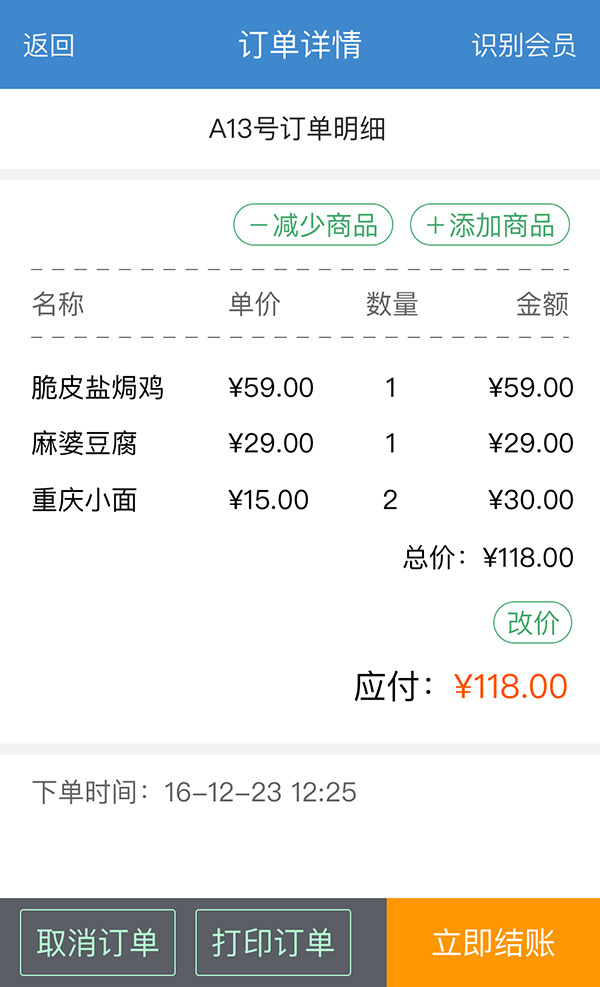 返回 订单详情 识别会员
A13号订单明细
－减少商品 ＋添加商品
名称 单价 数量 金额
脆皮盐焗鸡 ¥59.00 1 ¥59.00
麻婆豆腐 ¥29.00 1 ¥29.00
重庆小面 ¥15.00 2 ¥30.00
总价：¥118.00
改价
应付：¥118.00
下单时间：16-12-23 12:25
取消订单 打印订单 立即结账